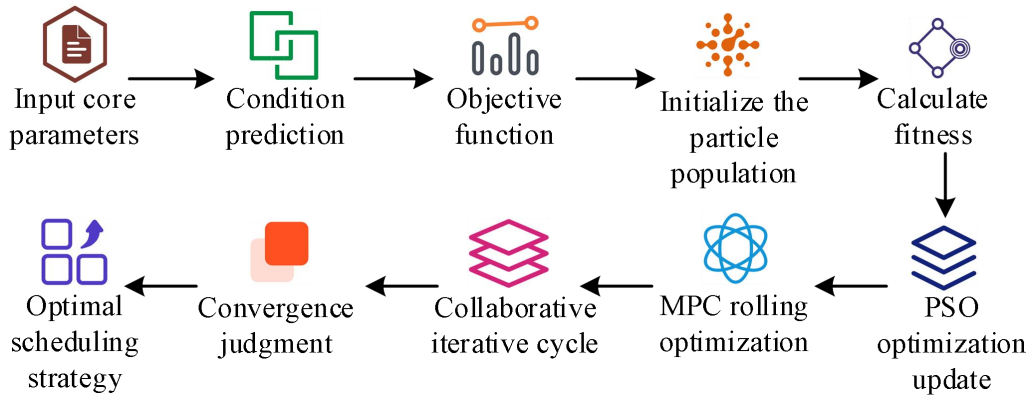 Input core
parameters
Condition
prediction
Objective
function
Initialize the
particle
population
Calculate
fitness
PSO
optimization
update
MPC rolling
optimization
Collaborative
iterative cycle
Convergence
judgment
Optimal
scheduling
strategy